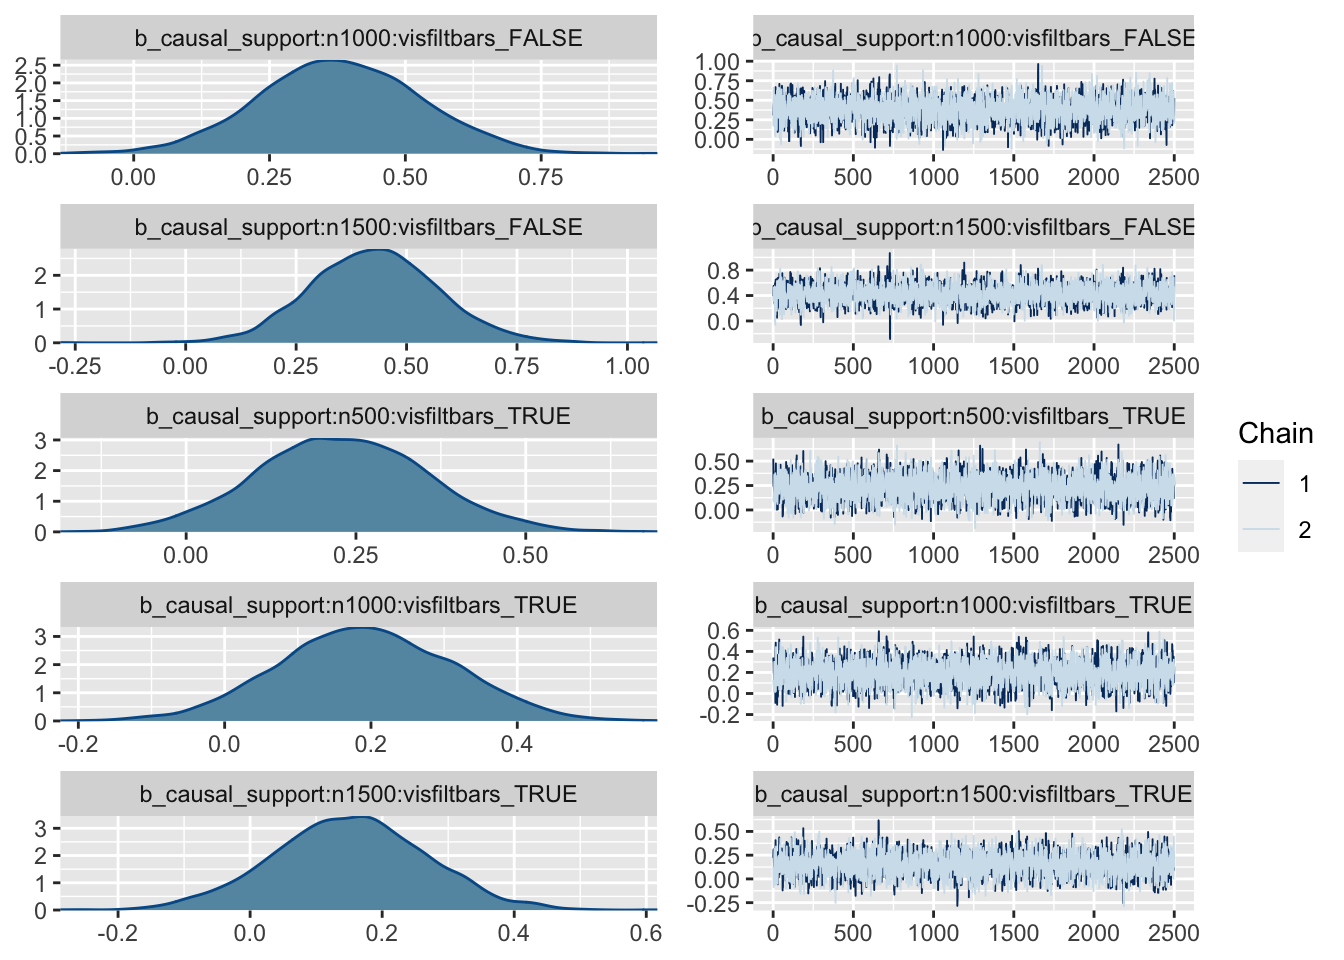 b_causal_support:n1000:visfiltbars_FALSE
2.5
2.0
1.5
1.0
0.5
0.0
0.00 0.25 0.50 0.75
b_causal_support:n1000:visfiltbars_FALSE
1.00
0.75
0.50
0.25
0.00
0 500 1000 1500 2000 2500
b_causal_support:n1500:visfiltbars_FALSE
2
1
0
-0.25 0.00 0.25 0.50 0.75 1.00
b_causal_support:n1500:visfiltbars_FALSE
0.8
0.4
0.0
0 500 1000 1500 2000 2500
b_causal_support:n500:visfiltbars_TRUE
3
2
1
0
0.00 0.25 0.50
b_causal_support:n500:visfiltbars_TRUE
0.50
0.25
0.00
0 500 1000 1500 2000 2500
b_causal_support:n1000:visfiltbars_TRUE
3
2
1
0
-0.2 0.0 0.2 0.4
b_causal_support:n1000:visfiltbars_TRUE
0.6
0.4
0.2
0.0
-0.2
0 500 1000 1500 2000 2500
b_causal_support:n1500:visfiltbars_TRUE
3
2
1
0
-0.2 0.0 0.2 0.4 0.6
b_causal_support:n1500:visfiltbars_TRUE
0.50
0.25
0.00
-0.25
0 500 1000 1500 2000 2500
Chain
1
2